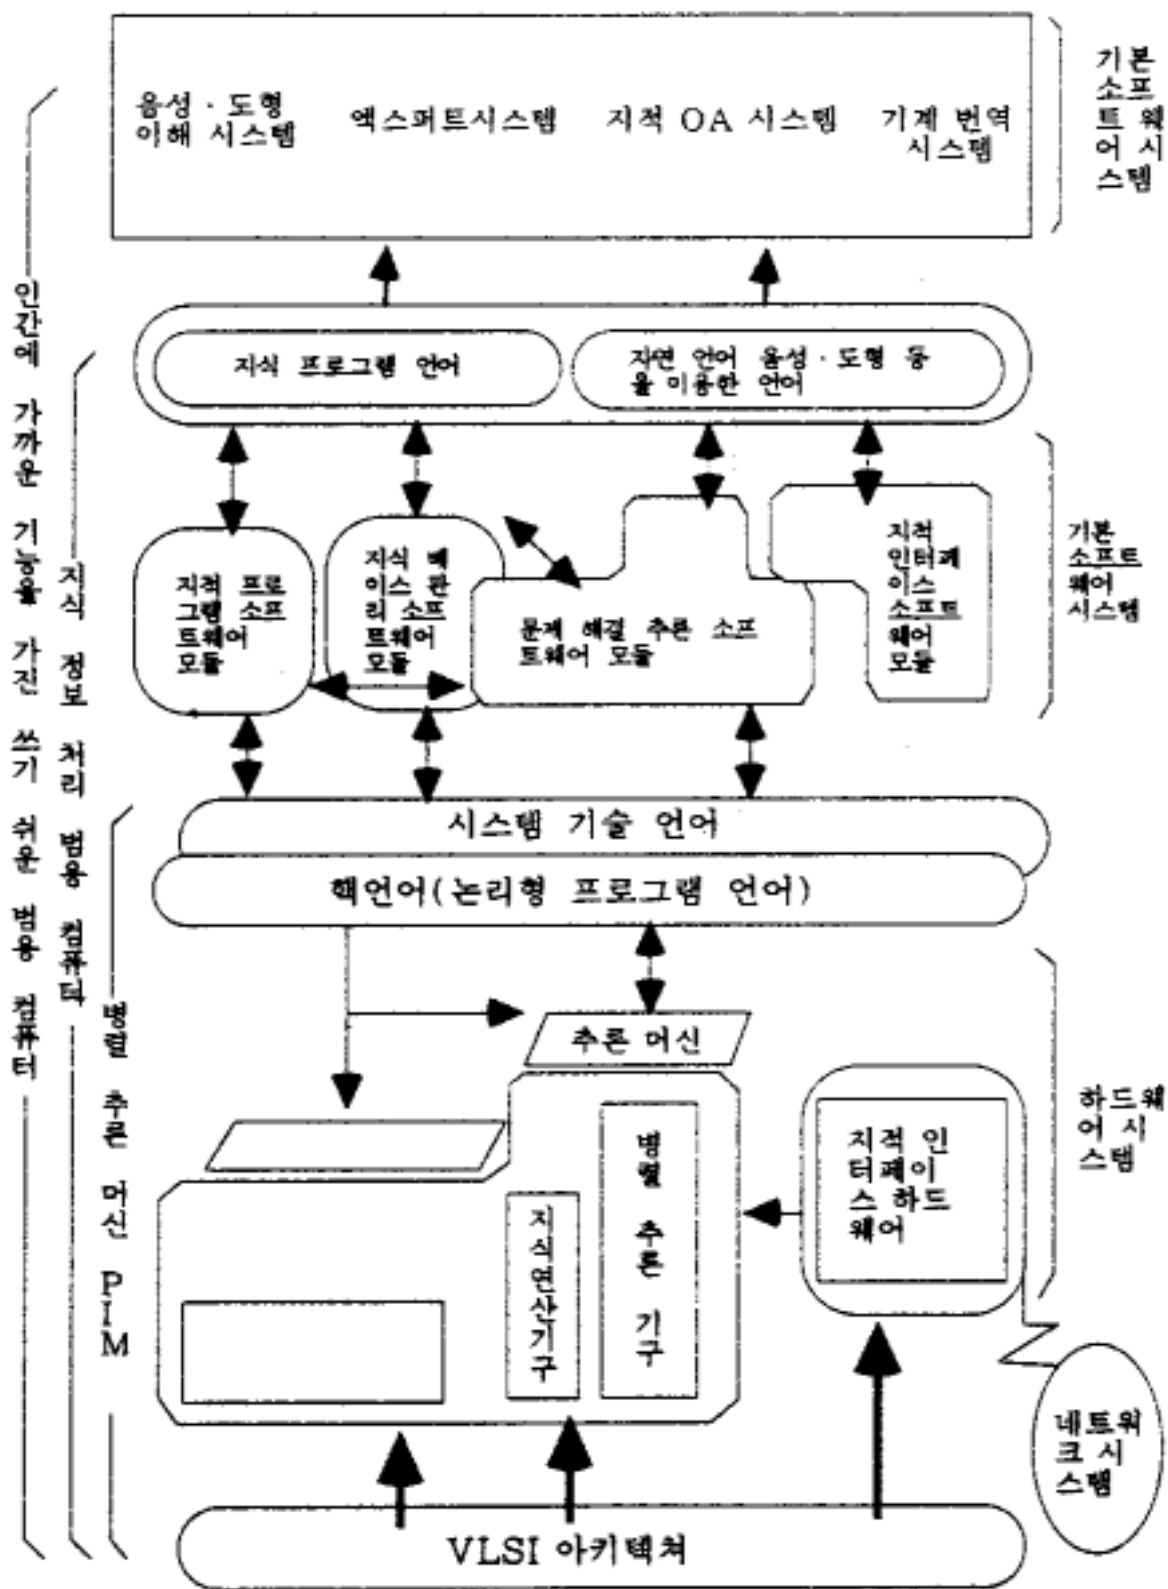 음성 · 도형
이해 시스템
엑스퍼트시스템
지적 OA 시스템
기계 번역
시스템
기본
소프
트웨
어 시
스템
지식 프로그램 언어
자연 언어 음성 · 도형 등
을 이용한 언어
지적 프로
그램 소프
트웨어
모듈
지식 베
이스 관
리 소프
트웨어
모듈
문제 해결 추론 소프
트웨어 모듈
지적
인터페
이스
소프트
웨어
모듈
기본
소프트
웨어
시스템
시스템 기술 언어
핵언어(논리형 프로그램 언어)
추론 머신
병렬 추론 기구
지식연산기구
지적 인
터페이
스 하드
웨어
하드웨
어 시
스템
네트워
크 시
스템
VLSI 아키텍쳐
인간에 가까운 기능을 가진 쓰기 쉬운 범용 컴퓨터
지식 정보 처리 범용 컴퓨터
병렬 추론 머신 PIM